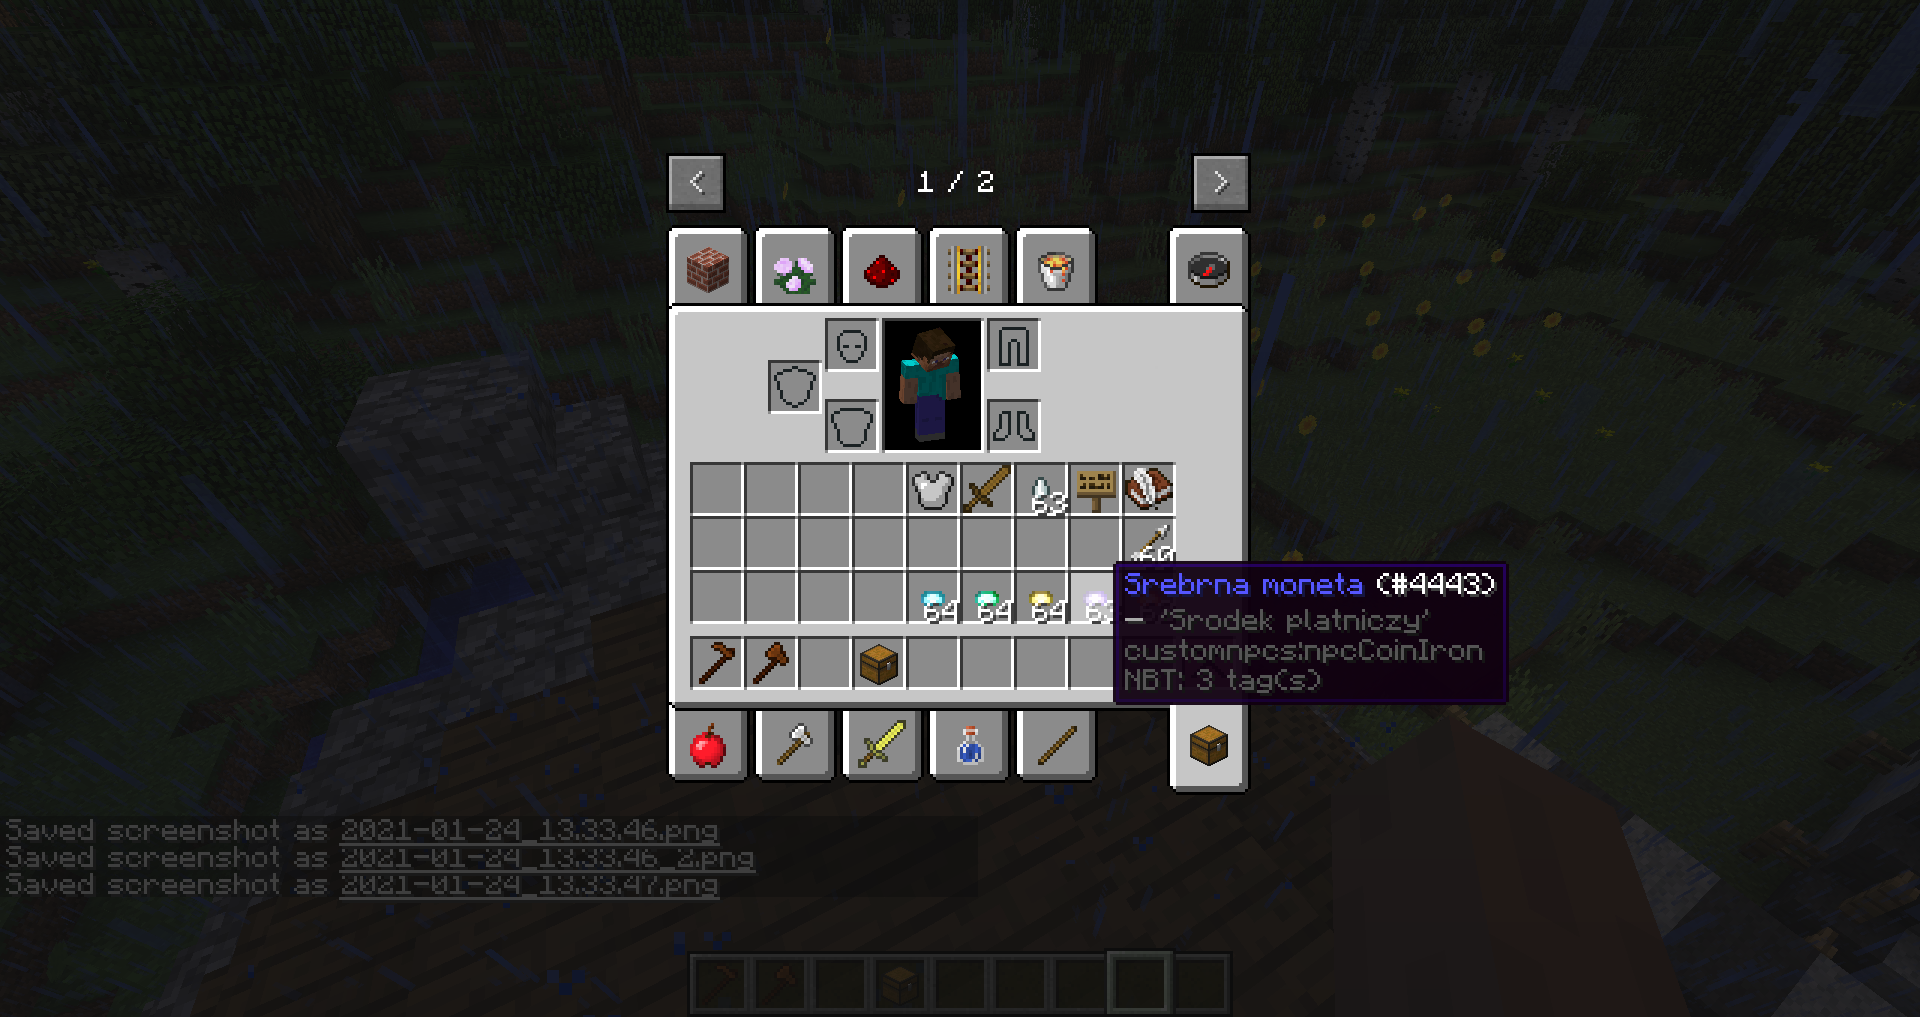 < 1 / 2 >
63
60
64 64 64 63
Srebrna moneta (#4443)
- 'Srodek platniczy'
customnpcs:npcCoinIron
NBT: 3 tag(s)
Saved screenshot as 2021-01-24_13.33.46.png
Saved screenshot as 2021-01-24_13.33.46_2.png
Saved screenshot as 2021-01-24_13.33.47.png